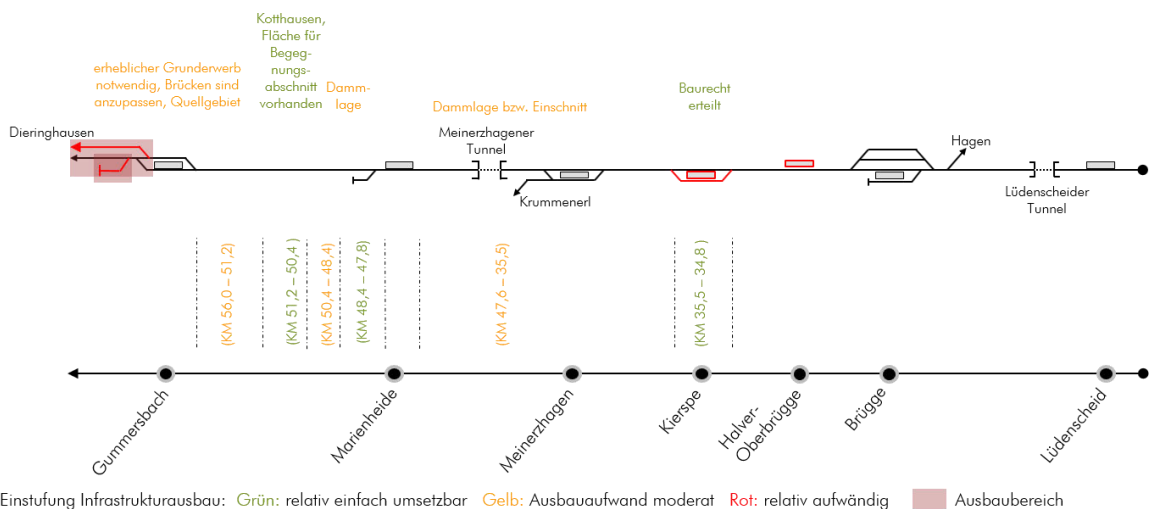 Kotthausen,
Fläche für
Begeg-
nungs-
abschnitt
vorhanden
erheblicher Grunderwerb
notwendig, Brücken sind
anzupassen, Quellgebiet
Damm-
lage
Dammlage bzw. Einschnitt
Baurecht
erteilt
Dieringhausen
Meinerzhagener
Tunnel
Hagen
Krummenerl
Lüdenscheider
Tunnel
(KM 56,0 – 51,2)
(KM 51,2 – 50,4 )
(KM 50,4 – 48,4)
(KM 48,4 – 47,8)
(KM 47,6 – 35,5)
(KM 35,5 – 34,8 )
Gummersbach
Marienheide
Meinerzhagen
Kierspe
Halver-
Oberbrügge
Brügge
Lüdenscheid
Einstufung Infrastrukturausbau: Grün: relativ einfach umsetzbar Gelb: Ausbauaufwand moderat Rot: relativ aufwändig Ausbaubereich